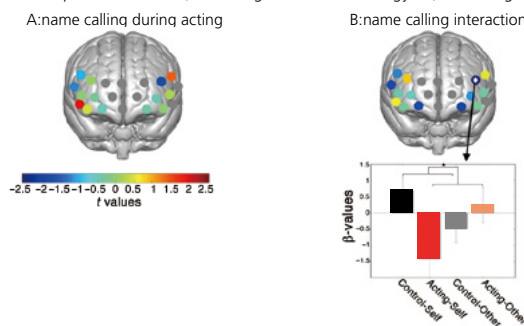 A:name calling during acting
B:name calling interaction
-2.5 -2 -1.5 -1 -0.5 0 0.5 1 1.5 2 2.5
t values
1.5
1
0.5
0
-0.5
-1
-1.5
β-values
*
Control-Self
Acting-Self
Control-Other
Acting-Other